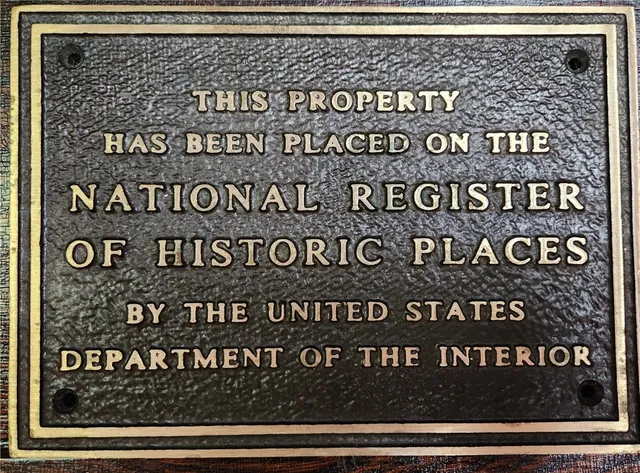 THIS PROPERTY
HAS BEEN PLACED ON THE
NATIONAL REGISTER
OF HISTORIC PLACES
BY THE UNITED STATES
DEPARTMENT OF THE INTERIOR